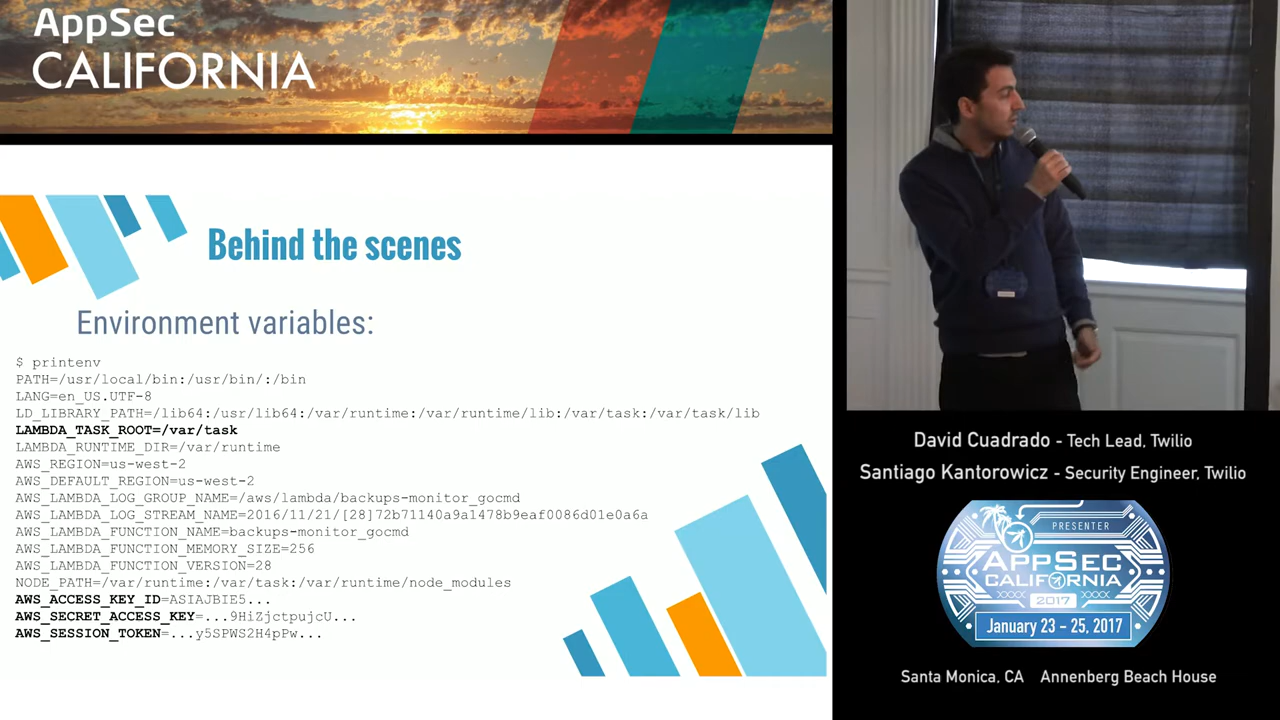 AppSec
CALIFORNIA
Behind the scenes
Environment variables:
$ printenv
PATH=/usr/local/bin:/usr/bin/:/bin
LANG=en_US.UTF-8
LD_LIBRARY_PATH=/lib64:/usr/lib64:/var/runtime:/var/runtime/lib:/var/task:/var/task/lib
LAMBDA_TASK_ROOT=/var/task
LAMBDA_RUNTIME_DIR=/var/runtime
AWS_REGION=us-west-2
AWS_DEFAULT_REGION=us-west-2
AWS_LAMBDA_LOG_GROUP_NAME=/aws/lambda/backups-monitor_gocmd
AWS_LAMBDA_LOG_STREAM_NAME=2016/11/21/[28]72b71140a9a1478b9eaf0086d01e0a6a
AWS_LAMBDA_FUNCTION_NAME=backups-monitor_gocmd
AWS_LAMBDA_FUNCTION_MEMORY_SIZE=256
AWS_LAMBDA_FUNCTION_VERSION=28
NODE_PATH=/var/runtime:/var/task:/var/runtime/node_modules
AWS_ACCESS_KEY_ID=ASIAJBIE5...
AWS_SECRET_ACCESS_KEY=...9HiZjctpujcU...
AWS_SESSION_TOKEN=...y5SPWS2H4pPw...
David Cuadrado - Tech Lead, Twilio
Santiago Kantorowicz - Security Engineer, Twilio
PRESENTER
APPSEC
CALIFORNIA
2017
January 23 - 25, 2017
Santa Monica, CA Annenberg Beach House